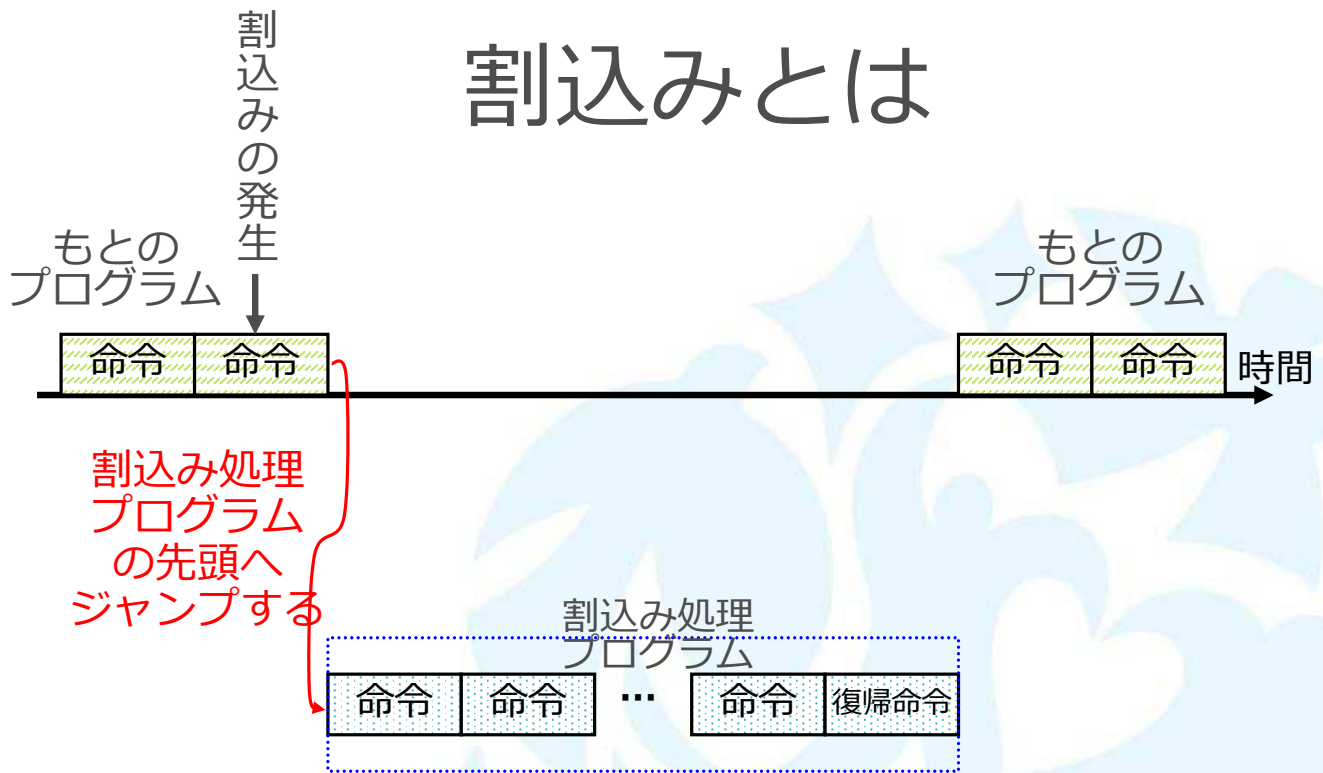 割込みとは
割込みの発生
もとの
プログラム
もとの
プログラム
命令
命令
命令
命令
時間
割込み処理
プログラム
の先頭へ
ジャンプする
割込み処理
プログラム
命令
命令
…
命令
復帰命令